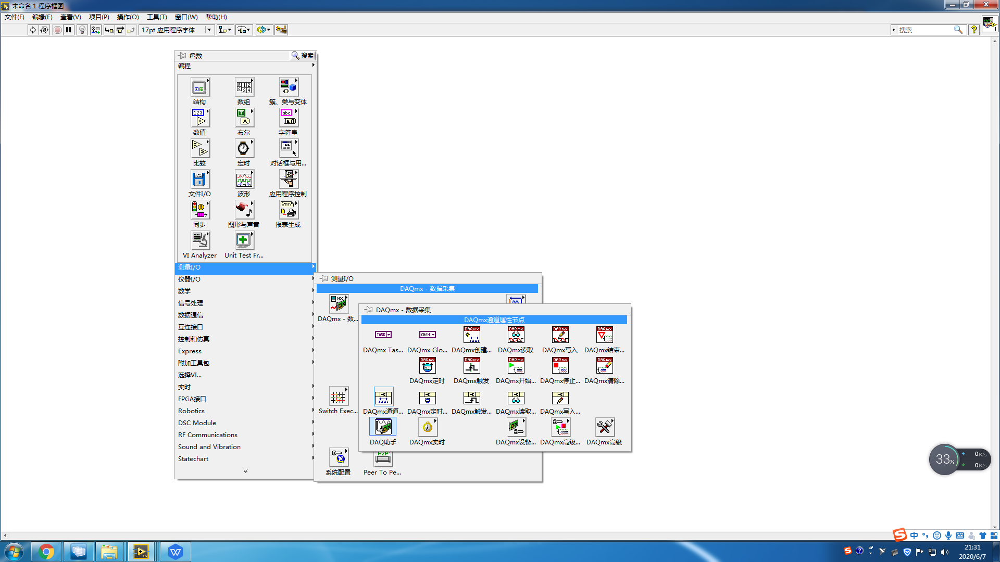 未命名 1 程序框图
文件(F) 编辑(E) 查看(V) 项目(P) 操作(O) 工具(T) 窗口(W) 帮助(H)
17pt 应用程序字体
搜索
函数 搜索
编程
结构 数组 簇、类与变体
数值 布尔 字符串
比较 定时 对话框与用...
文件I/O 波形 应用程序控制
同步 图形与声音 报表生成
VI Analyzer Unit Test Fr...
测量I/O
仪器I/O
数学
信号处理
数据通信
互连接口
控制和仿真
Express
附加工具包
选择VI...
实时
FPGA接口
Robotics
DSC Module
RF Communications
Sound and Vibration
Statechart
测量I/O
DAQmx - 数据采集
DAQmx - 数...
Switch Exec...
系统配置 Peer To Pe...
DAQmx - 数据采集
DAQmx通道属性节点
DAQmx Tas... DAQmx Glo... DAQmx创建... DAQmx读取 DAQmx写入 DAQmx结束...
DAQmx定时 DAQmx触发 DAQmx开始... DAQmx停止... DAQmx清除...
DAQmx通道... DAQmx定时... DAQmx触发... DAQmx读取... DAQmx写入...
DAQ助手 DAQmx实时 DAQmx设备... DAQmx高级... DAQmx高级
33%
0K/s
0K/s
中
21:31
2020/6/7